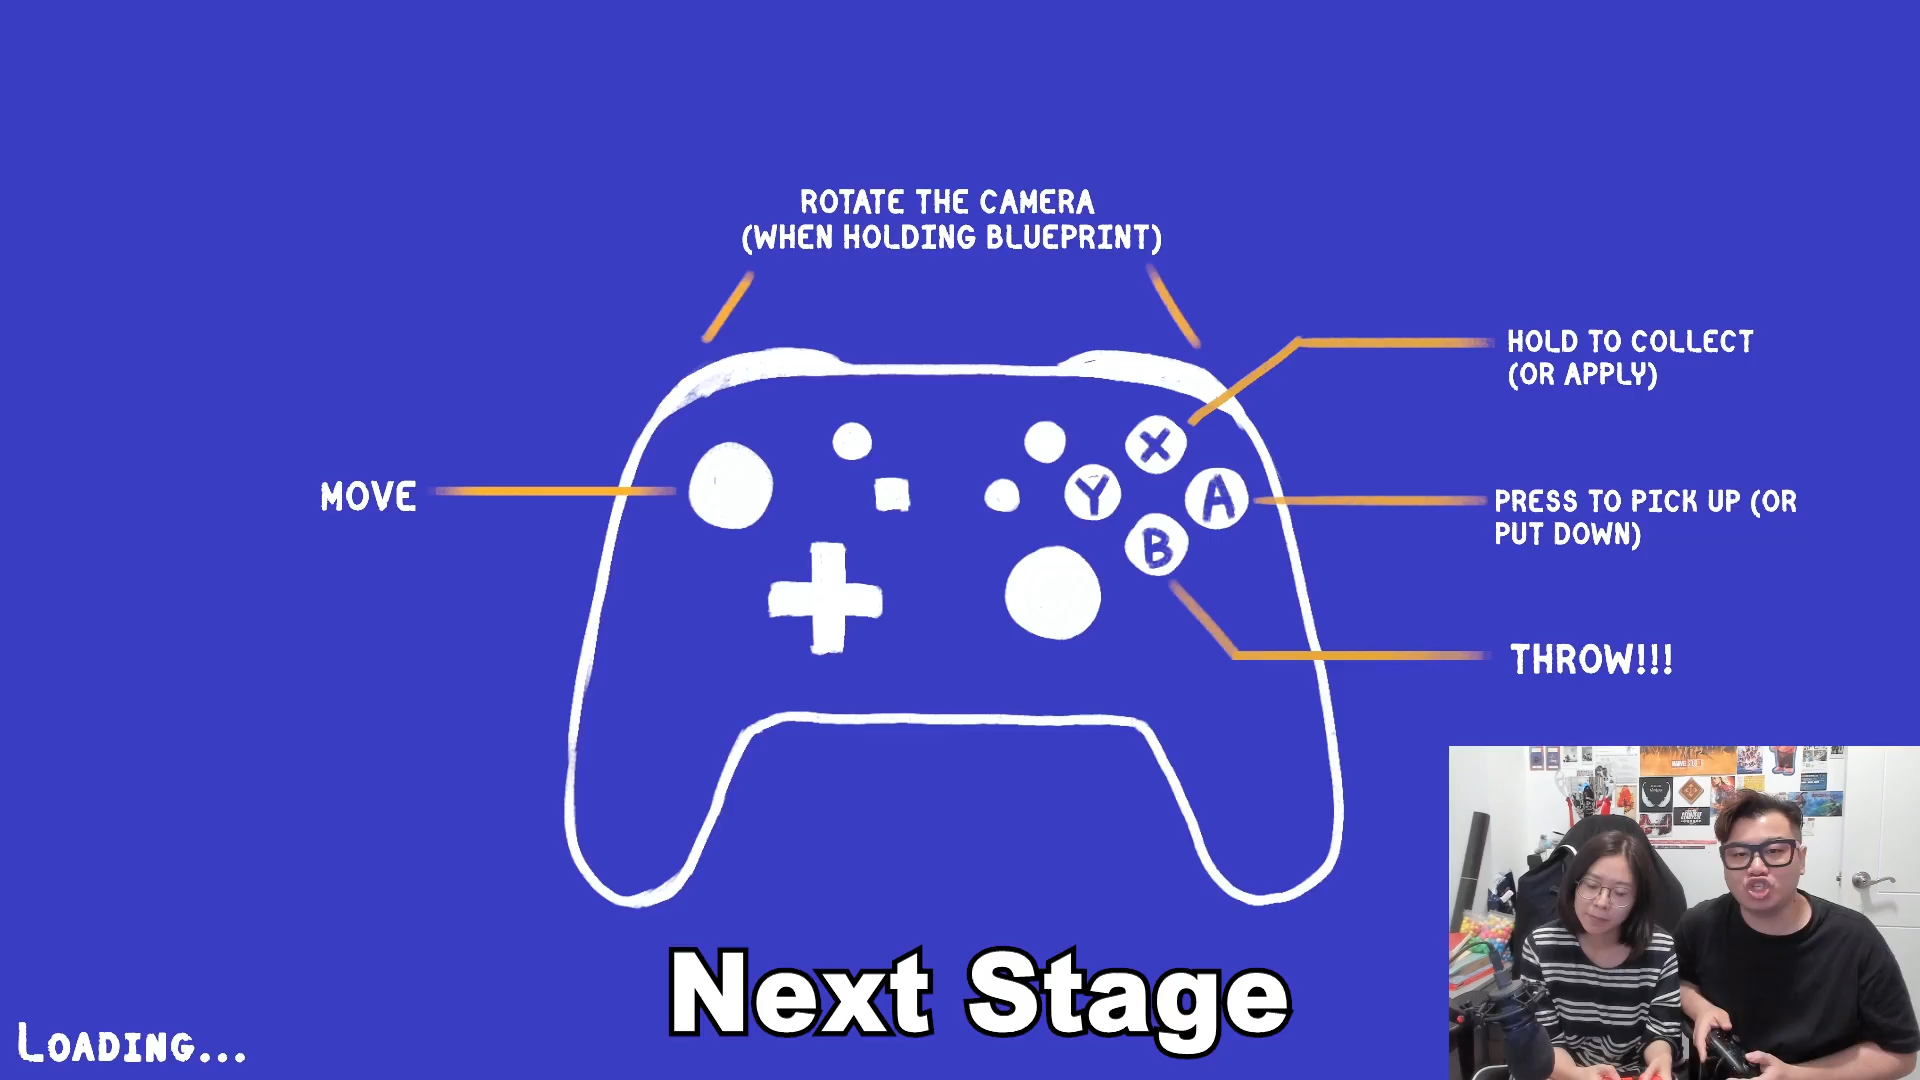 ROTATE THE CAMERA
(WHEN HOLDING BLUEPRINT)
HOLD TO COLLECT
(OR APPLY)
MOVE
X
Y
A
B
PRESS TO PICK UP (OR
PUT DOWN)
THROW!!!
Next Stage
LOADING...